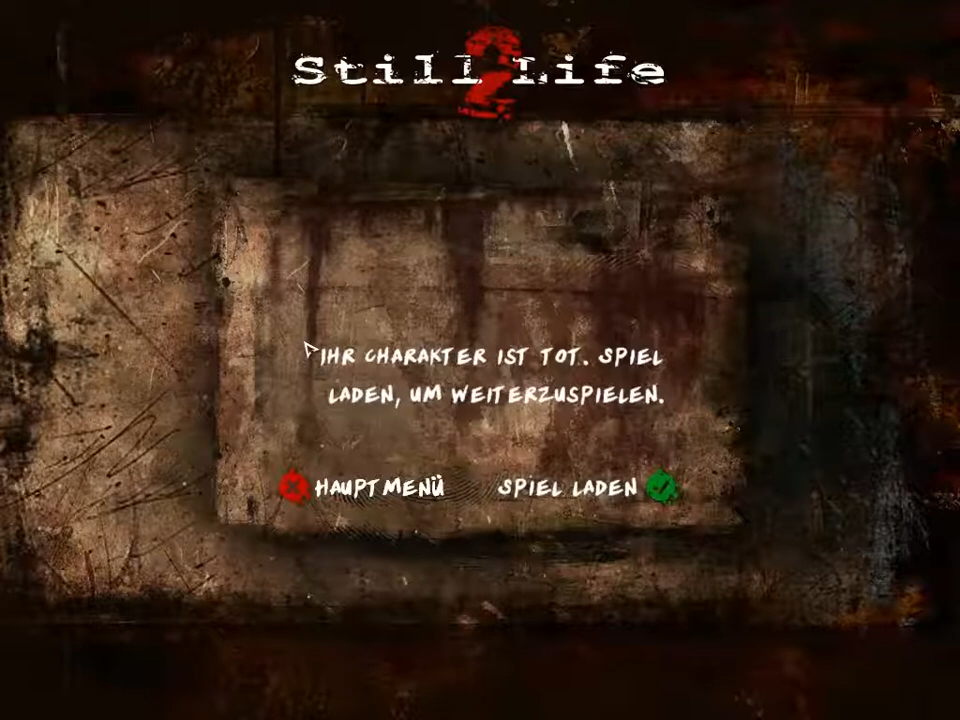 Still Life 2
IHR CHARAKTER IST TOT. SPIEL
LADEN, UM WEITERZUSPIELEN.
HAUPTMENÜ SPIEL LADEN